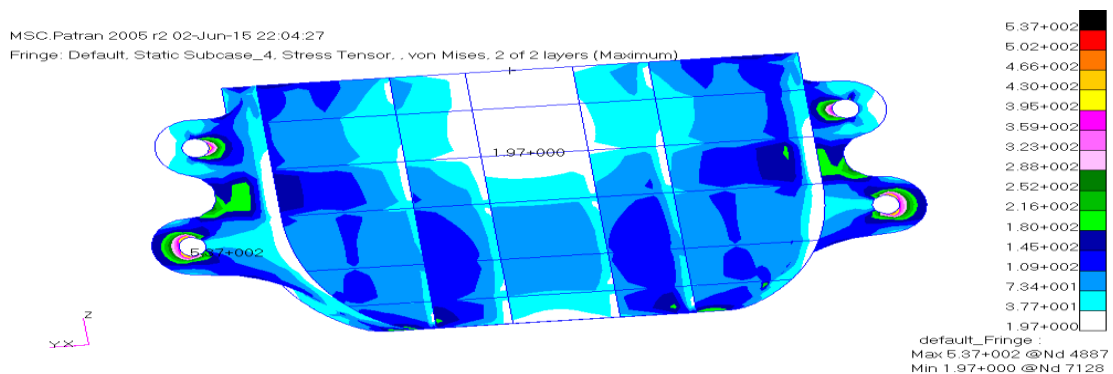 MSC.Patran 2005 r2 02-Jun-15 22:04:27
Fringe: Default, Static Subcase_4, Stress Tensor, , von Mises, 2 of 2 layers (Maximum)
5.37+002
5.02+002
4.66+002
4.30+002
3.95+002
3.59+002
3.23+002
2.88+002
2.52+002
2.16+002
1.80+002
1.45+002
1.09+002
7.34+001
3.77+001
1.97+000
1.97+000
5.37+002
Z
Y X
default_Fringe :
Max 5.37+002 @Nd 4887
Min 1.97+000 @Nd 7128